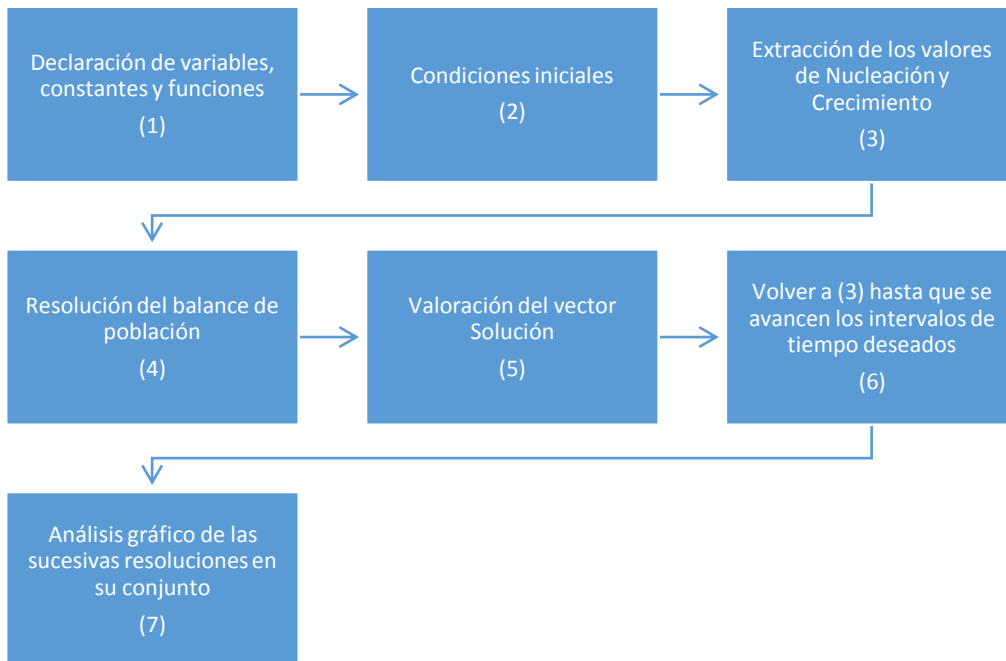 Declaración de variables,
constantes y funciones
(1)
Condiciones iniciales
(2)
Extracción de los valores
de Nucleación y
Crecimiento
(3)
Resolución del balance de
población
(4)
Valoración del vector
Solución
(5)
Volver a (3) hasta que se
avancen los intervalos de
tiempo deseados
(6)
Análisis gráfico de las
sucesivas resoluciones en
su conjunto
(7)